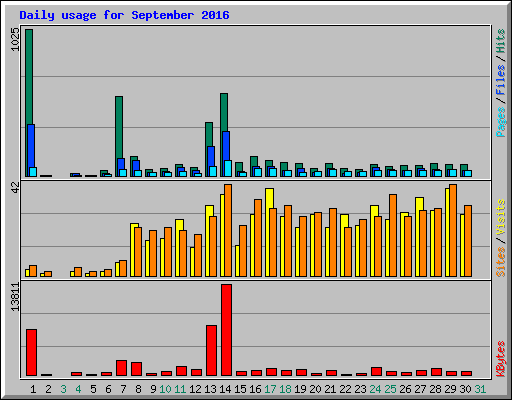 Daily usage for September 2016
1025
42
13811
Pages / Files / Hits
Sites / Visits
KBytes
1 2 3 4 5 6 7 8 9 10 11 12 13 14 15 16 17 18 19 20 21 22 23 24 25 26 27 28 29 30 31